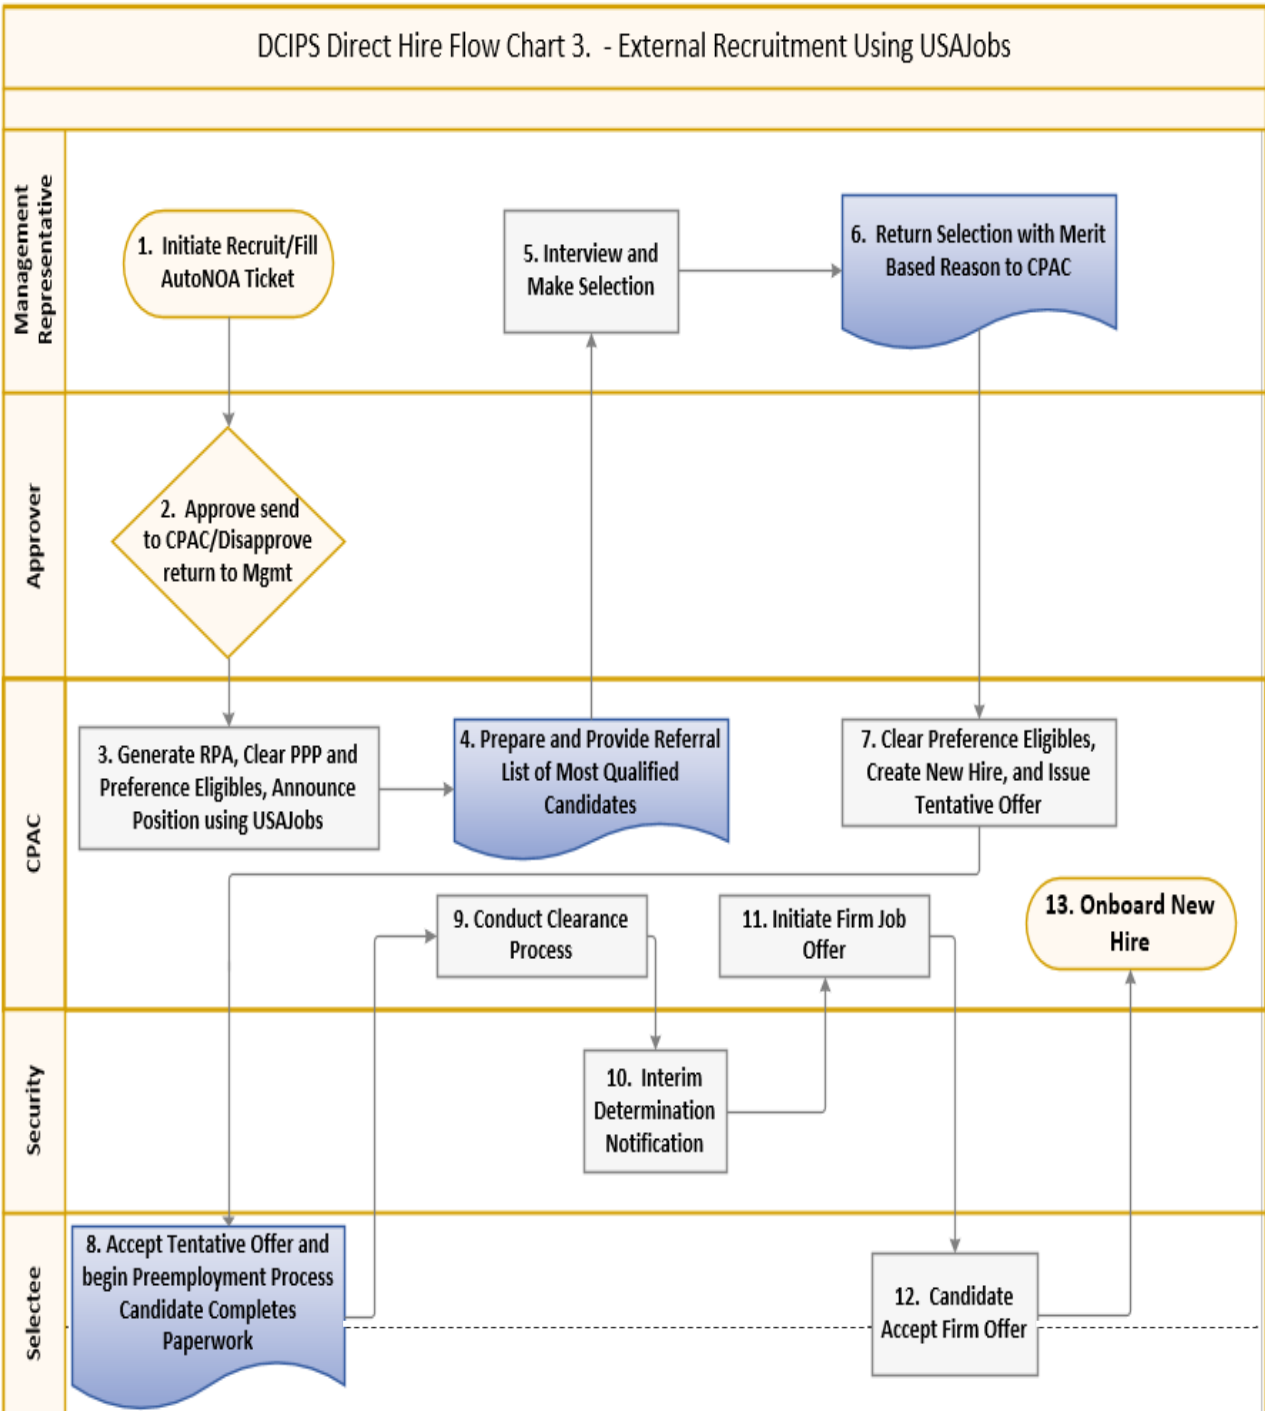 DCIPS Direct Hire Flow Chart 3.  - External Recruitment Using USAJobs
Management
Representative
1.  Initiate Recruit/Fill
AutoNOA Ticket
5. Interview and
Make Selection
6.  Return Selection with Merit
Based Reason to CPAC
Approver
2.  Approve send
to CPAC/Disapprove
return to Mgmt
CPAC
3. Generate RPA, Clear PPP and
Preference Eligibles, Announce
Position using USAJobs
4. Prepare and Provide Referral
List of Most Qualified
Candidates
7. Clear Preference Eligibles,
Create New Hire, and Issue
Tentative Offer
9. Conduct Clearance
Process
11. Initiate Firm Job
Offer
13. Onboard New
Hire
Security
10.  Interim
Determination
Notification
Selectee
8. Accept Tentative Offer and
begin Preemployment Process
Candidate Completes
Paperwork
12.  Candidate
Accept Firm Offer